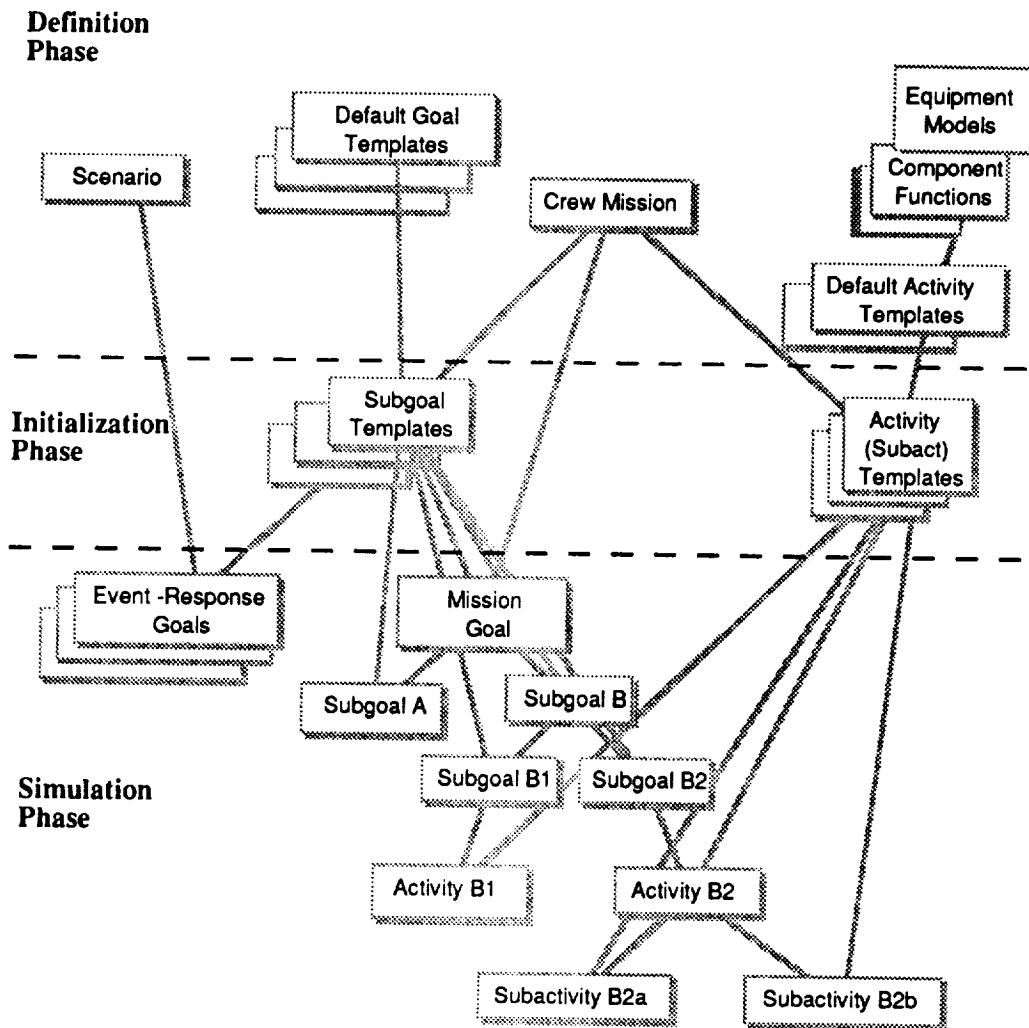 Definition
Phase
Equipment
Models
Default Goal
Templates
Scenario
Component
Functions
Crew Mission
Default Activity
Templates
Initialization
Phase
Subgoal
Templates
Activity
(Subact)
Templates
Event -Response
Goals
Mission
Goal
Subgoal A
Subgoal B
Simulation
Phase
Subgoal B1
Subgoal B2
Activity B1
Activity B2
Subactivity B2a
Subactivity B2b